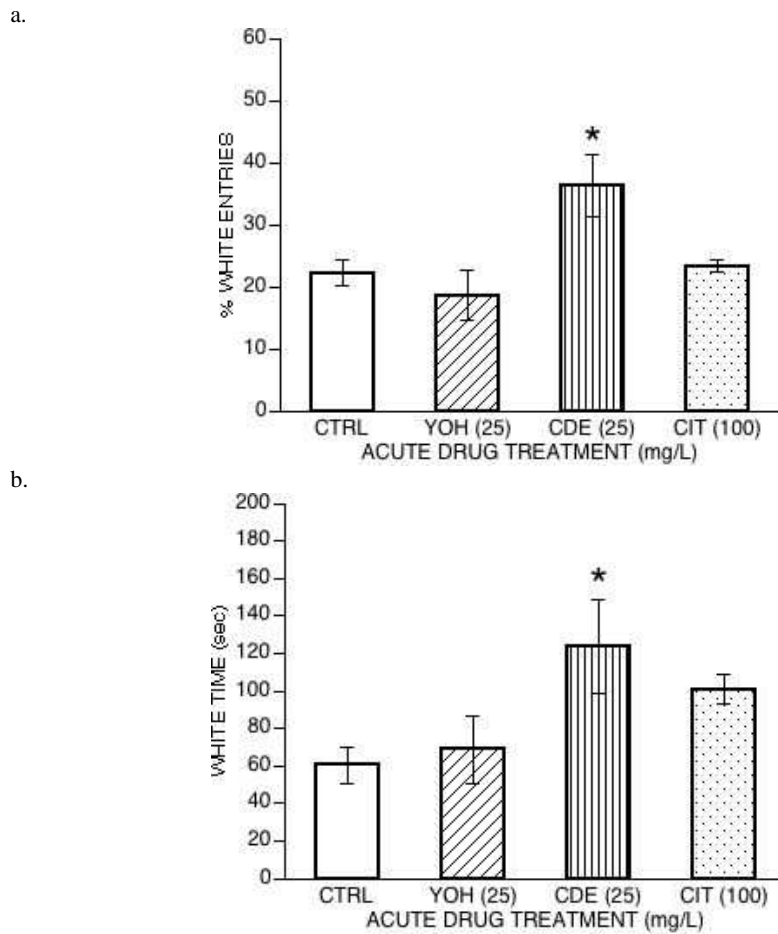 a.
60
50
40
30
20
10
0
% WHITE ENTRIES
*
CTRL YOH (25) CDE (25) CIT (100)
ACUTE DRUG TREATMENT (mg/L)
b.
200
180
160
140
120
100
80
60
40
20
0
WHITE TIME (sec)
*
CTRL YOH (25) CDE (25) CIT (100)
ACUTE DRUG TREATMENT (mg/L)